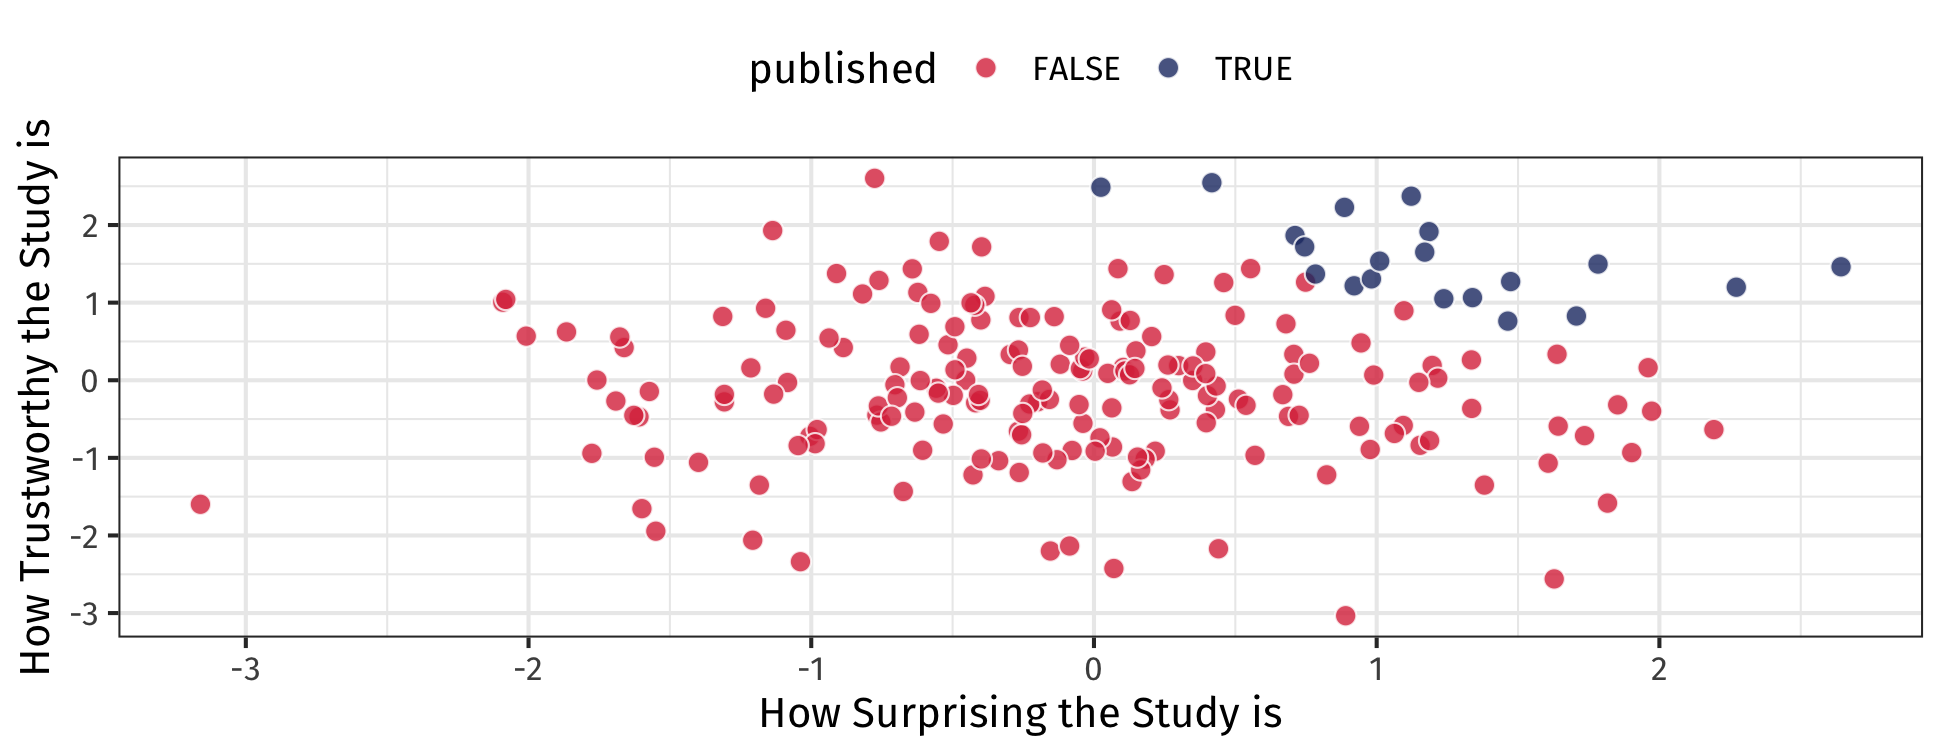 published FALSE TRUE
How Trustworthy the Study is
2
1
0
-1
-2
-3
-3 -2 -1 0 1 2
How Surprising the Study is